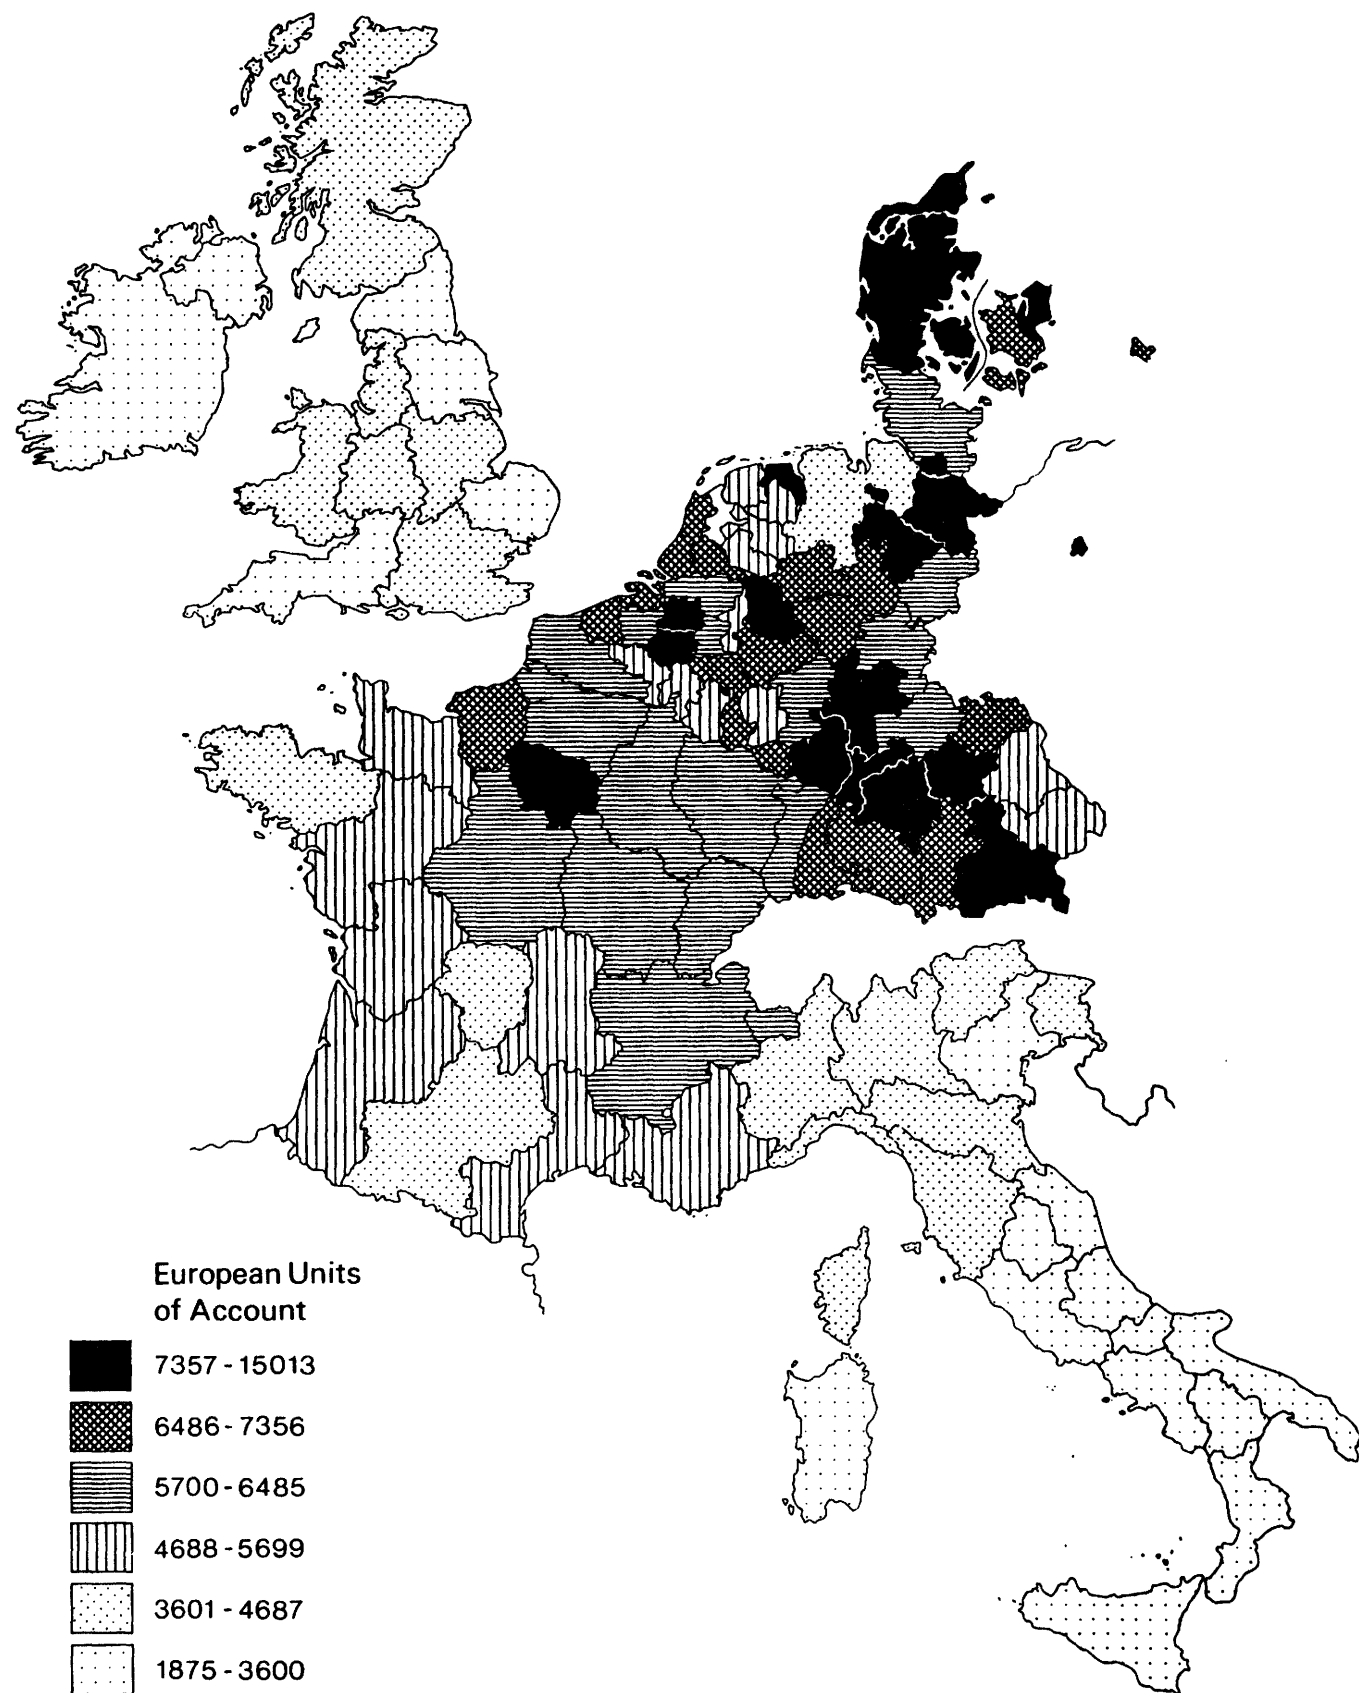 European Units
of Account
7357 - 15013
6486 - 7356
5700 - 6485
4688 - 5699
3601 - 4687
1875 - 3600